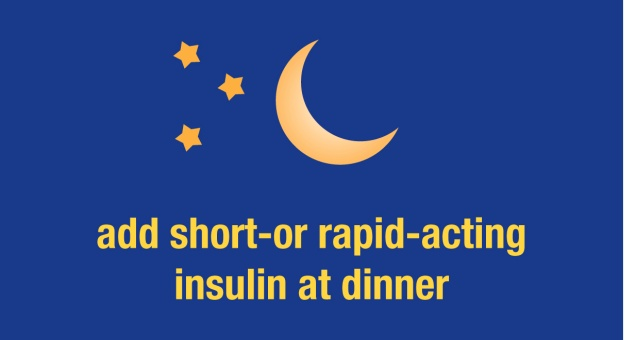 add short-or rapid-acting
insulin at dinner